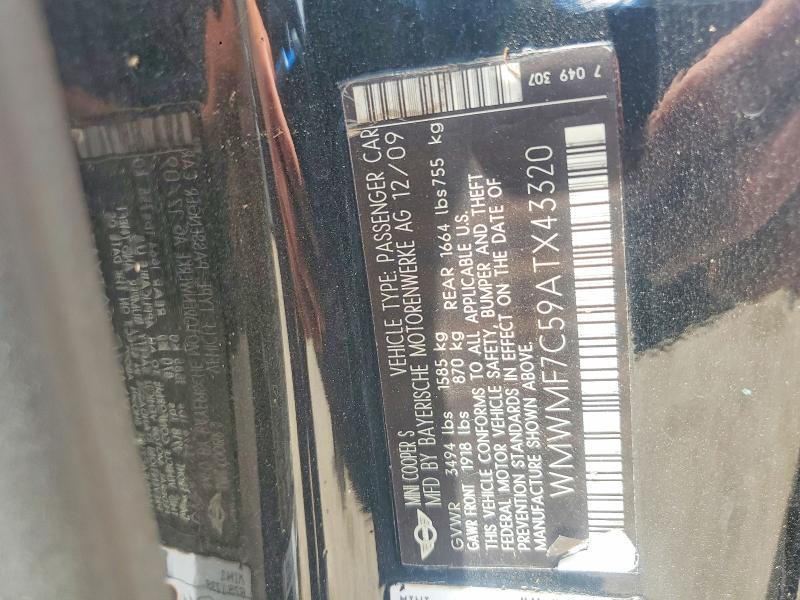 7 049 307
MINI COOPER S VEHICLE TYPE: PASSENGER CAR
MFD BY BAYERISCHE MOTORENWERKE AG 12/09
GVWR 3494 lbs 1585 kg
GAWR FRONT 1918 lbs 870 kg REAR 1664 lbs 755 kg
THIS VEHICLE CONFORMS TO ALL APPLICABLE U.S.
FEDERAL MOTOR VEHICLE SAFETY, BUMPER AND THEFT
PREVENTION STANDARDS IN EFFECT ON THE DATE OF
MANUFACTURE SHOWN ABOVE.
WMWMF7C59ATX43320